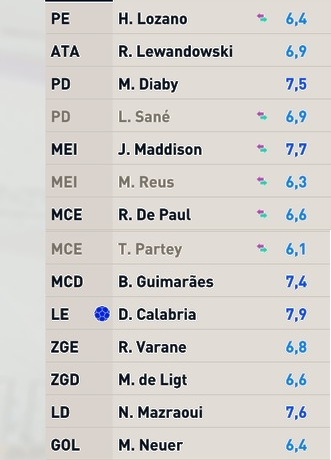 PE H. Lozano 6,4
ATA R. Lewandowski 6,9
PD M. Diaby 7,5
PD L. Sané 6,9
MEI J. Maddison 7,7
MEI M. Reus 6,3
MCE R. De Paul 6,6
MCE T. Partey 6,1
MCD B. Guimarães 7,4
LE D. Calabria 7,9
ZGE R. Varane 6,8
ZGD M. de Ligt 6,6
LD N. Mazraoui 7,6
GOL M. Neuer 6,4